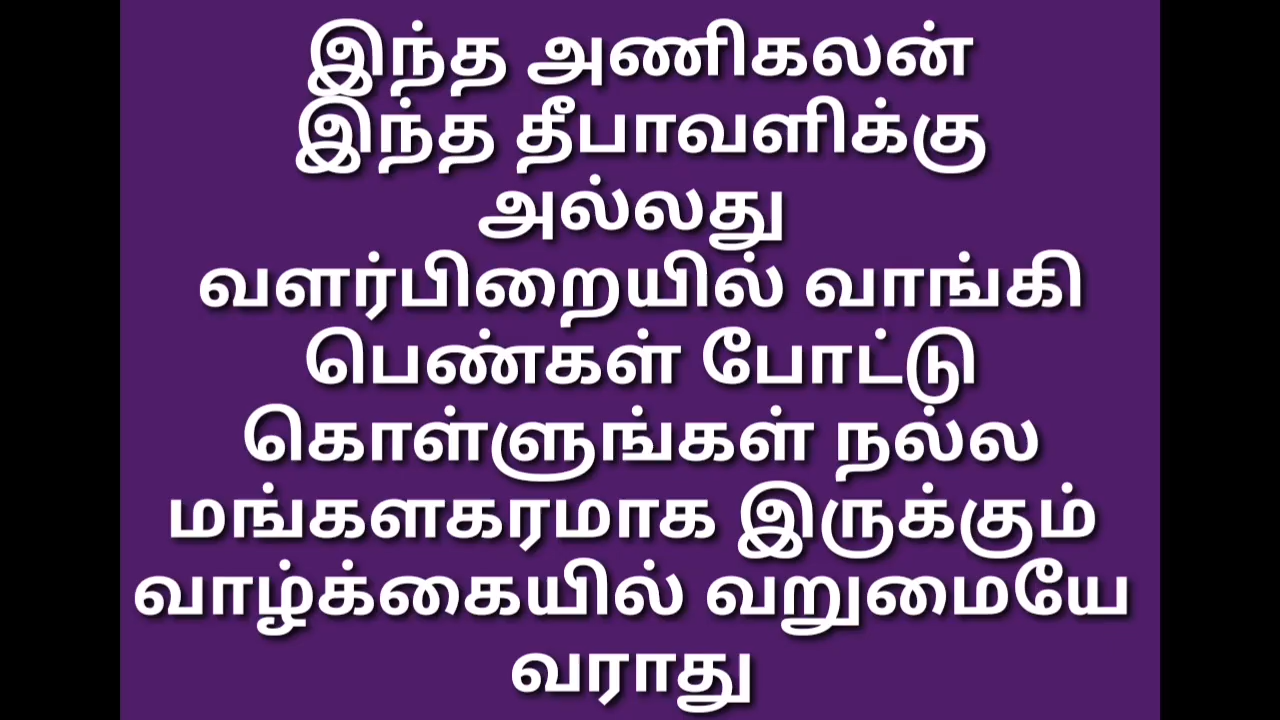 இந்த அணிகலன்
இந்த தீபாவளிக்கு
அல்லது
வளர்பிறையில் வாங்கி
பெண்கள் போட்டு
கொள்ளுங்கள் நல்ல
மங்களகரமாக இருக்கும்
வாழ்க்கையில் வறுமையே
வராது